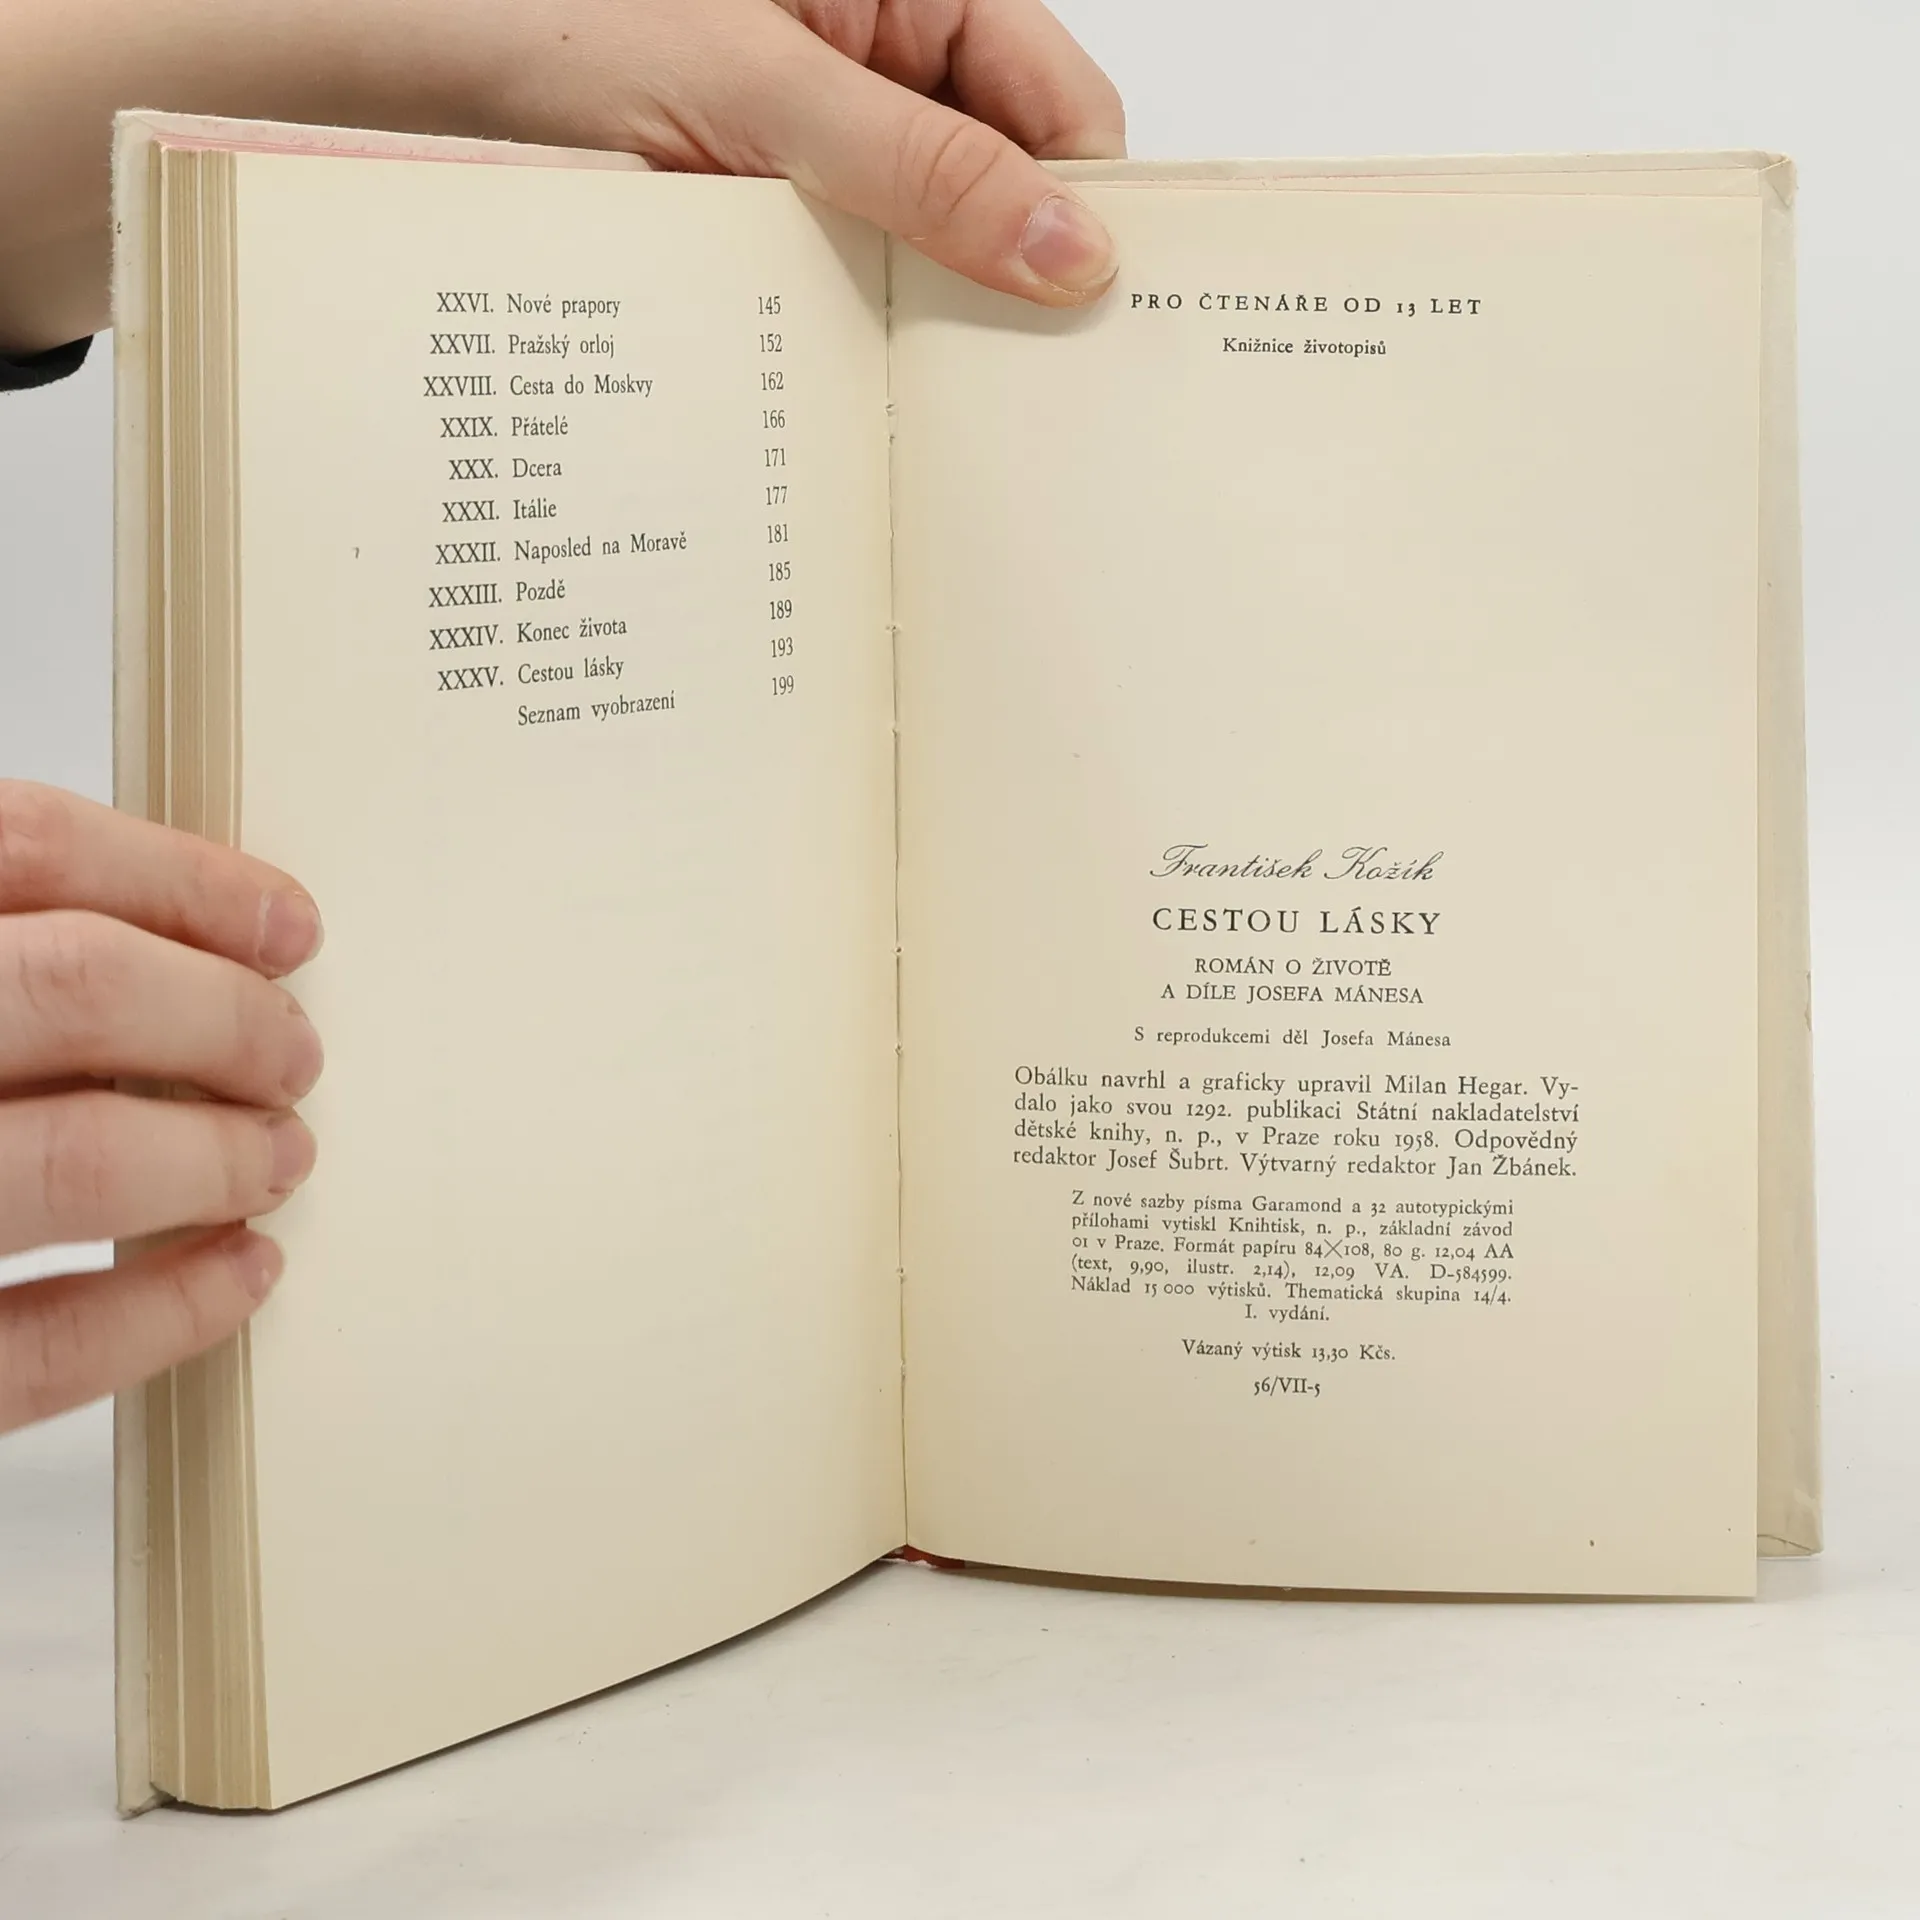 XXVI. Nové prapory 145
XXVII. Pražský orloj 152
XXVIII. Cesta do Moskvy 162
XXIX. Přátelé 166
XXX. Dcera 171
XXXI. Itálie 177
XXXII. Naposled na Moravě 181
XXXIII. Pozdě 185
XXXIV. Konec života 189
XXXV. Cestou lásky 193
Seznam vyobrazení 199
PRO ČTENÁŘE OD 13 LET
Knižnice životopisů
František Kožík
CESTOU LÁSKY
ROMÁN O ŽIVOTĚ
A DÍLE JOSEFA MÁNESA
S reprodukcemi děl Josefa Mánesa
Obálku navrhl a graficky upravil Milan Hegar. Vy-
dalo jako svou 1292. publikaci Státní nakladatelství
dětské knihy, n. p., v Praze roku 1958. Odpovědný
redaktor Josef Šubrt. Výtvarný redaktor Jan Žbánek.
Z nové sazby písma Garamond a 32 autotypickými
přílohami vytiskl Knihtisk, n. p., základní závod
01 v Praze. Formát papíru 84×108, 80 g. 12,04 AA
(text, 9,90, ilustr. 2,14), 12,09 VA. D-584599.
Náklad 15 000 výtisků. Thematická skupina 14/4.
I. vydání.
Vázaný výtisk 13,30 Kčs.
56/VII-5